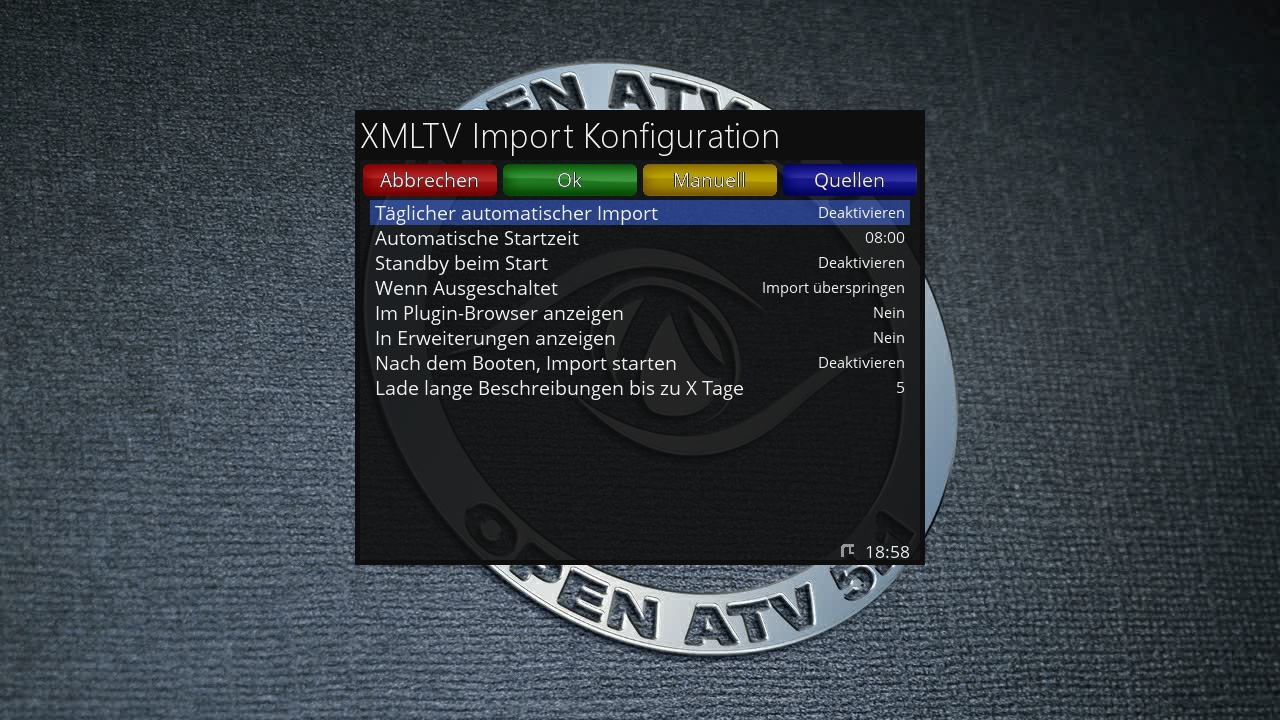 OPEN ATV
XMLTV Import Konfiguration
Abbrechen Ok Manuell Quellen
Täglicher automatischer Import Deaktivieren
Automatische Startzeit 08:00
Standby beim Start Deaktivieren
Wenn Ausgeschaltet Import überspringen
Im Plugin-Browser anzeigen Nein
In Erweiterungen anzeigen Nein
Nach dem Booten, Import starten Deaktivieren
Lade lange Beschreibungen bis zu X Tage 5
18:58
OPEN ATV